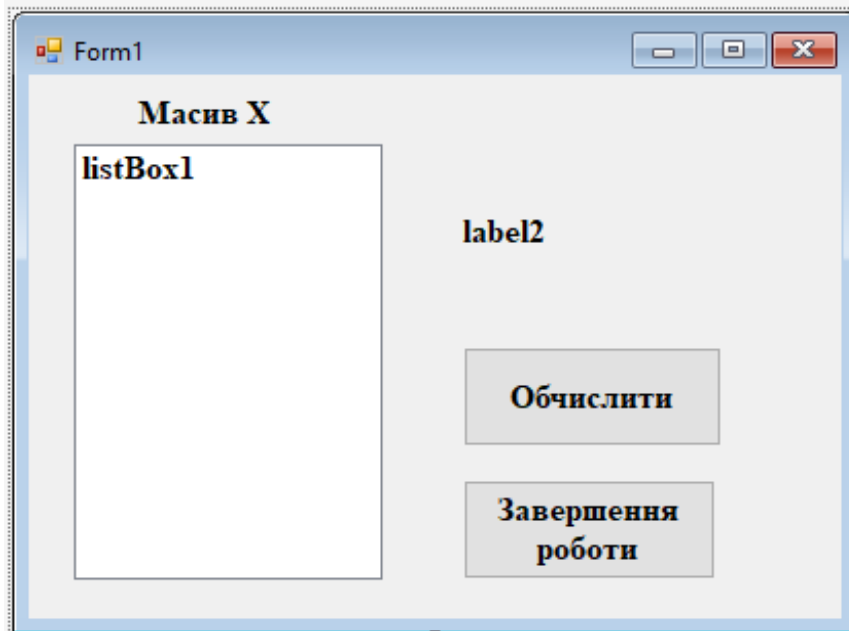 Form1
Масив X
listBox1
label2
Обчислити
Завершення
роботи